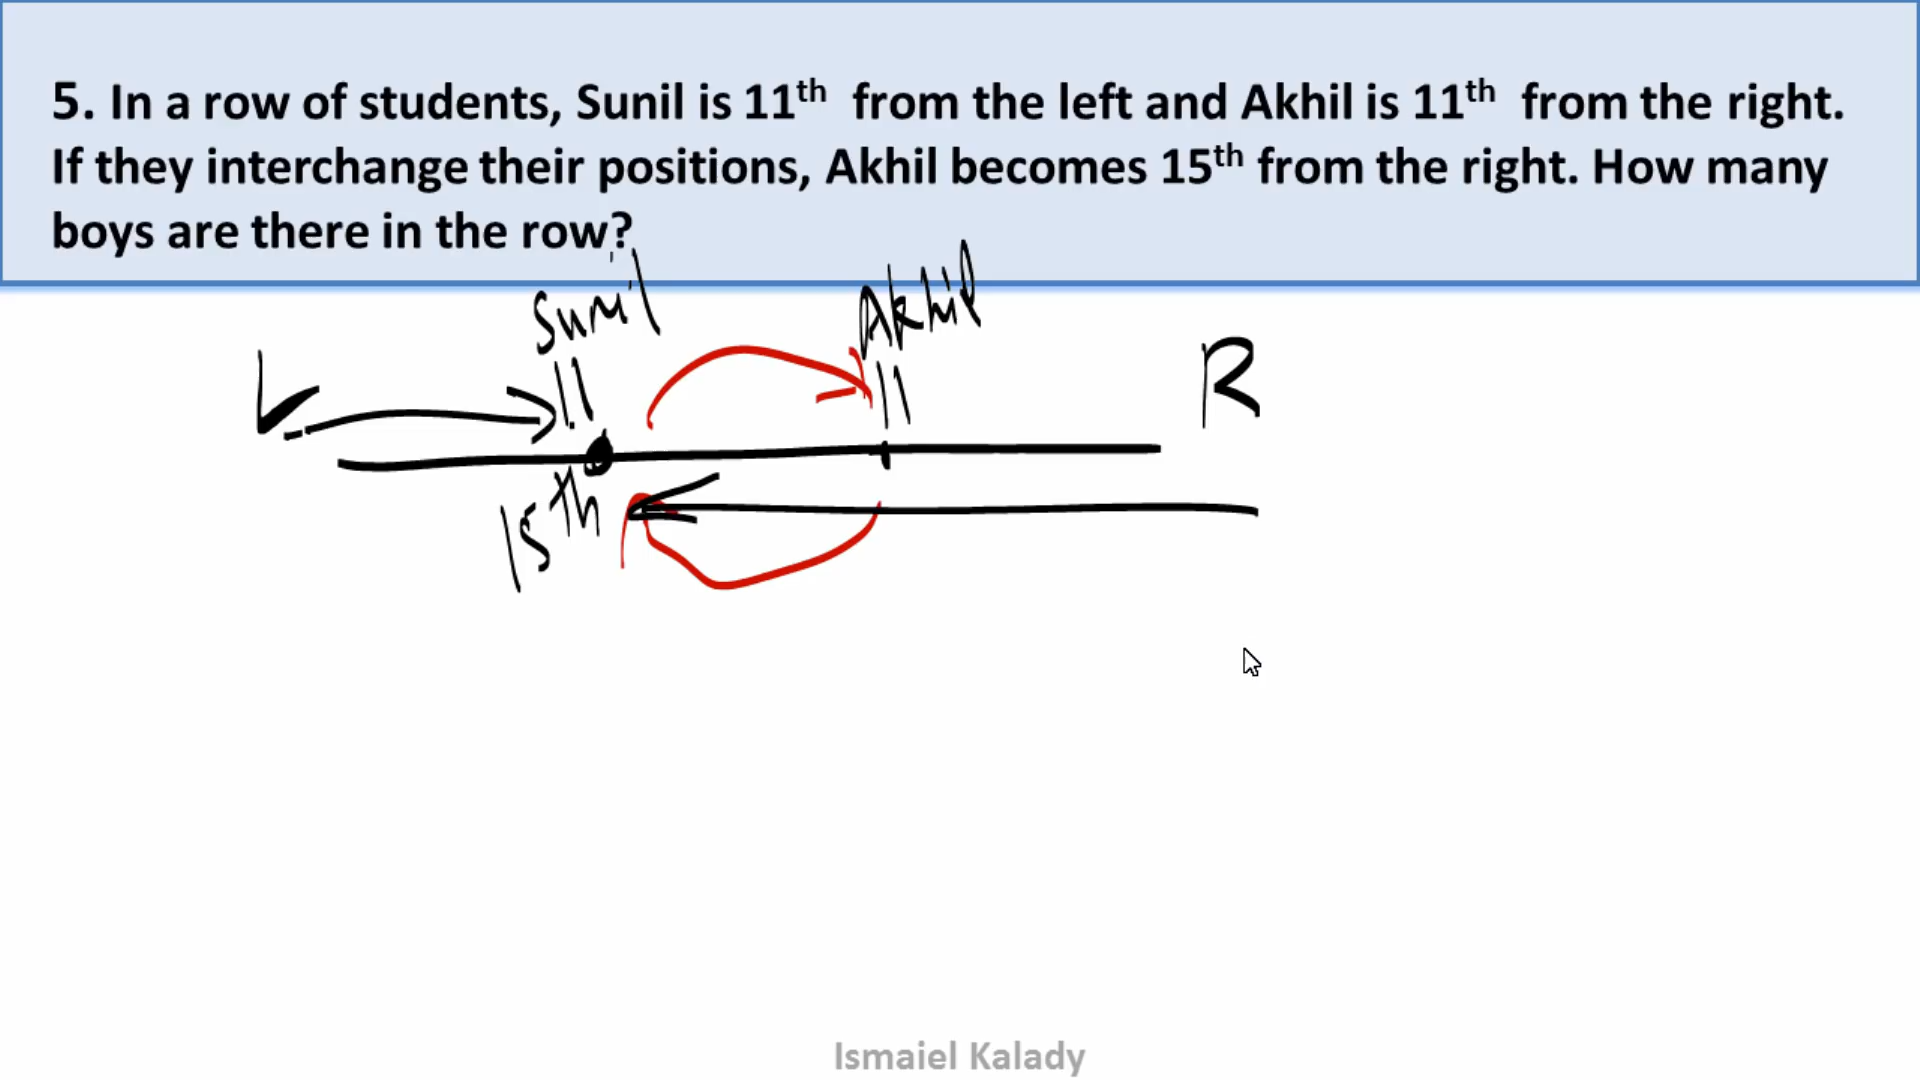 5. In a row of students, Sunil is 11th from the left and Akhil is 11th from the right.
If they interchange their positions, Akhil becomes 15th from the right. How many
boys are there in the row?
Sunil Akhil
L 11 11 R
15th
Ismaiel Kalady